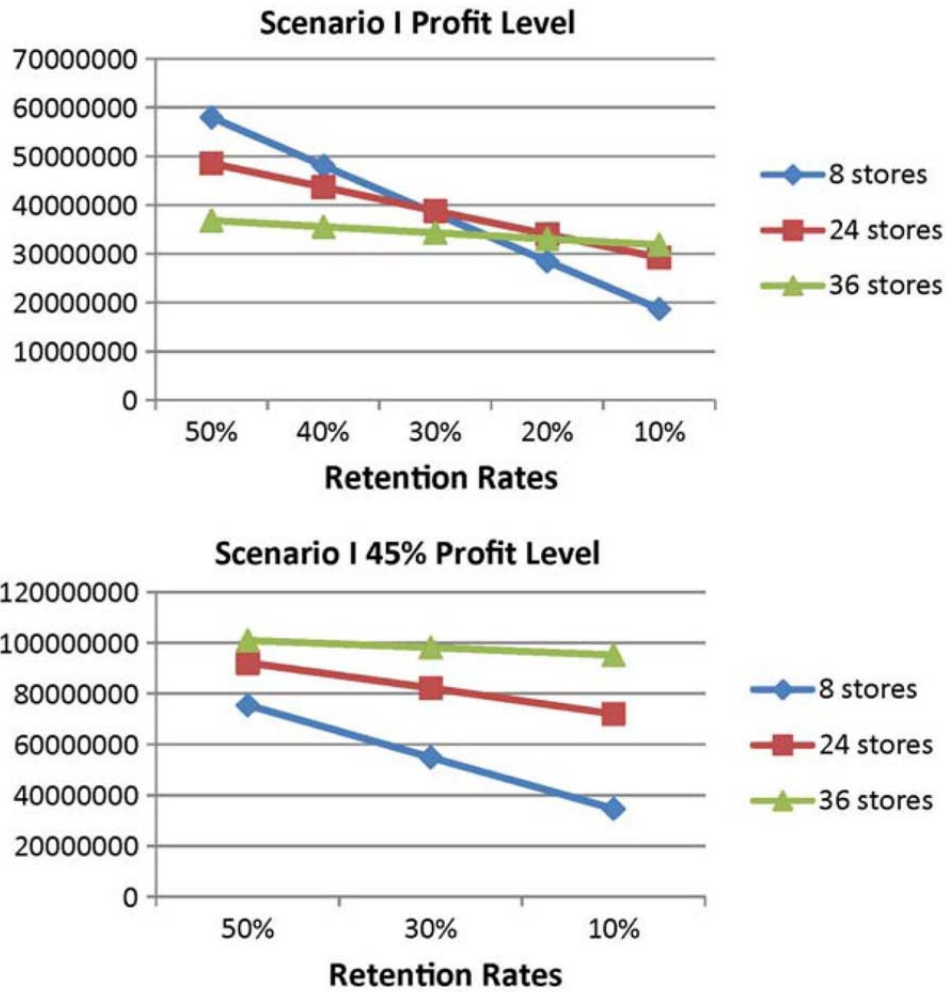 Scenario I Profit Level
70000000
60000000
50000000
40000000
30000000
20000000
10000000
0
50% 40% 30% 20% 10%
Retention Rates
8 stores
24 stores
36 stores
Scenario I 45% Profit Level
120000000
100000000
80000000
60000000
40000000
20000000
0
50% 30% 10%
Retention Rates
8 stores
24 stores
36 stores